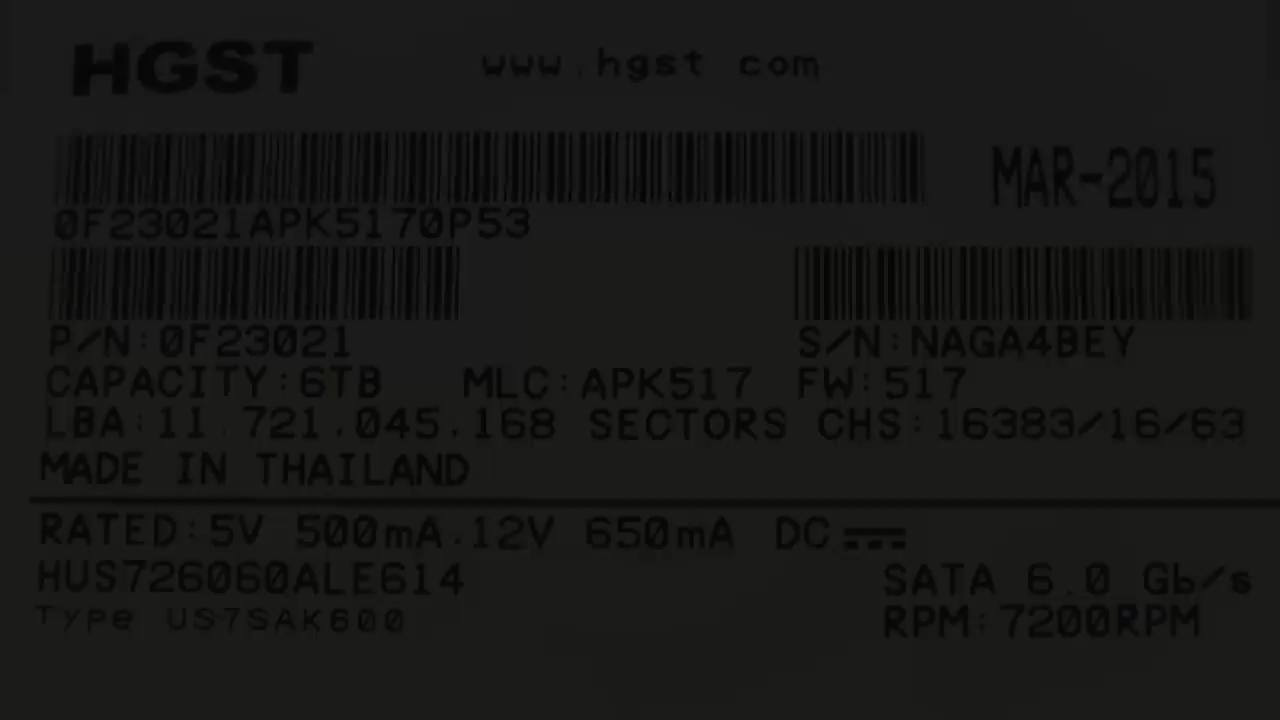 HGST www.hgst com
MAR-2015
0F23021APK5170P53
P/N:0F23021 S/N:NAGA4BEY
CAPACITY:6TB MLC:APK517 FW:517
LBA:11.721.045.168 SECTORS CHS:16383/16/63
MADE IN THAILAND
RATED:5V 500mA.12V 650mA DC
HUS726060ALE614 SATA 6.0 Gb/s
Type US7SAK600 RPM:7200RPM